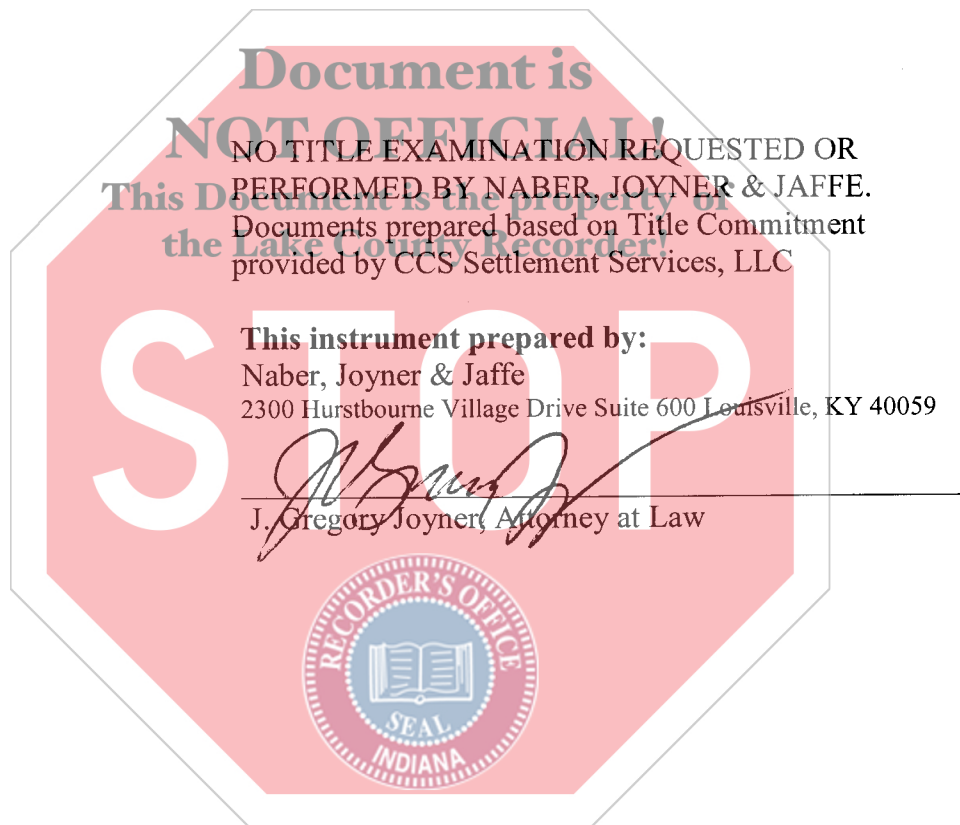 Document is
NOT OFFICIAL!
This Document is the property of
the Lake County Recorder!
NO TITLE EXAMINATION REQUESTED OR
PERFORMED BY NABER, JOYNER & JAFFE.
Documents prepared based on Title Commitment
provided by CCS Settlement Services, LLC
This instrument prepared by:
Naber, Joyner & Jaffe
2300 Hurstbourne Village Drive Suite 600 Louisville, KY 40059
J. Gregory Joyner, Attorney at Law
STOP
RECORDER'S OFFICE
SEAL
INDIANA